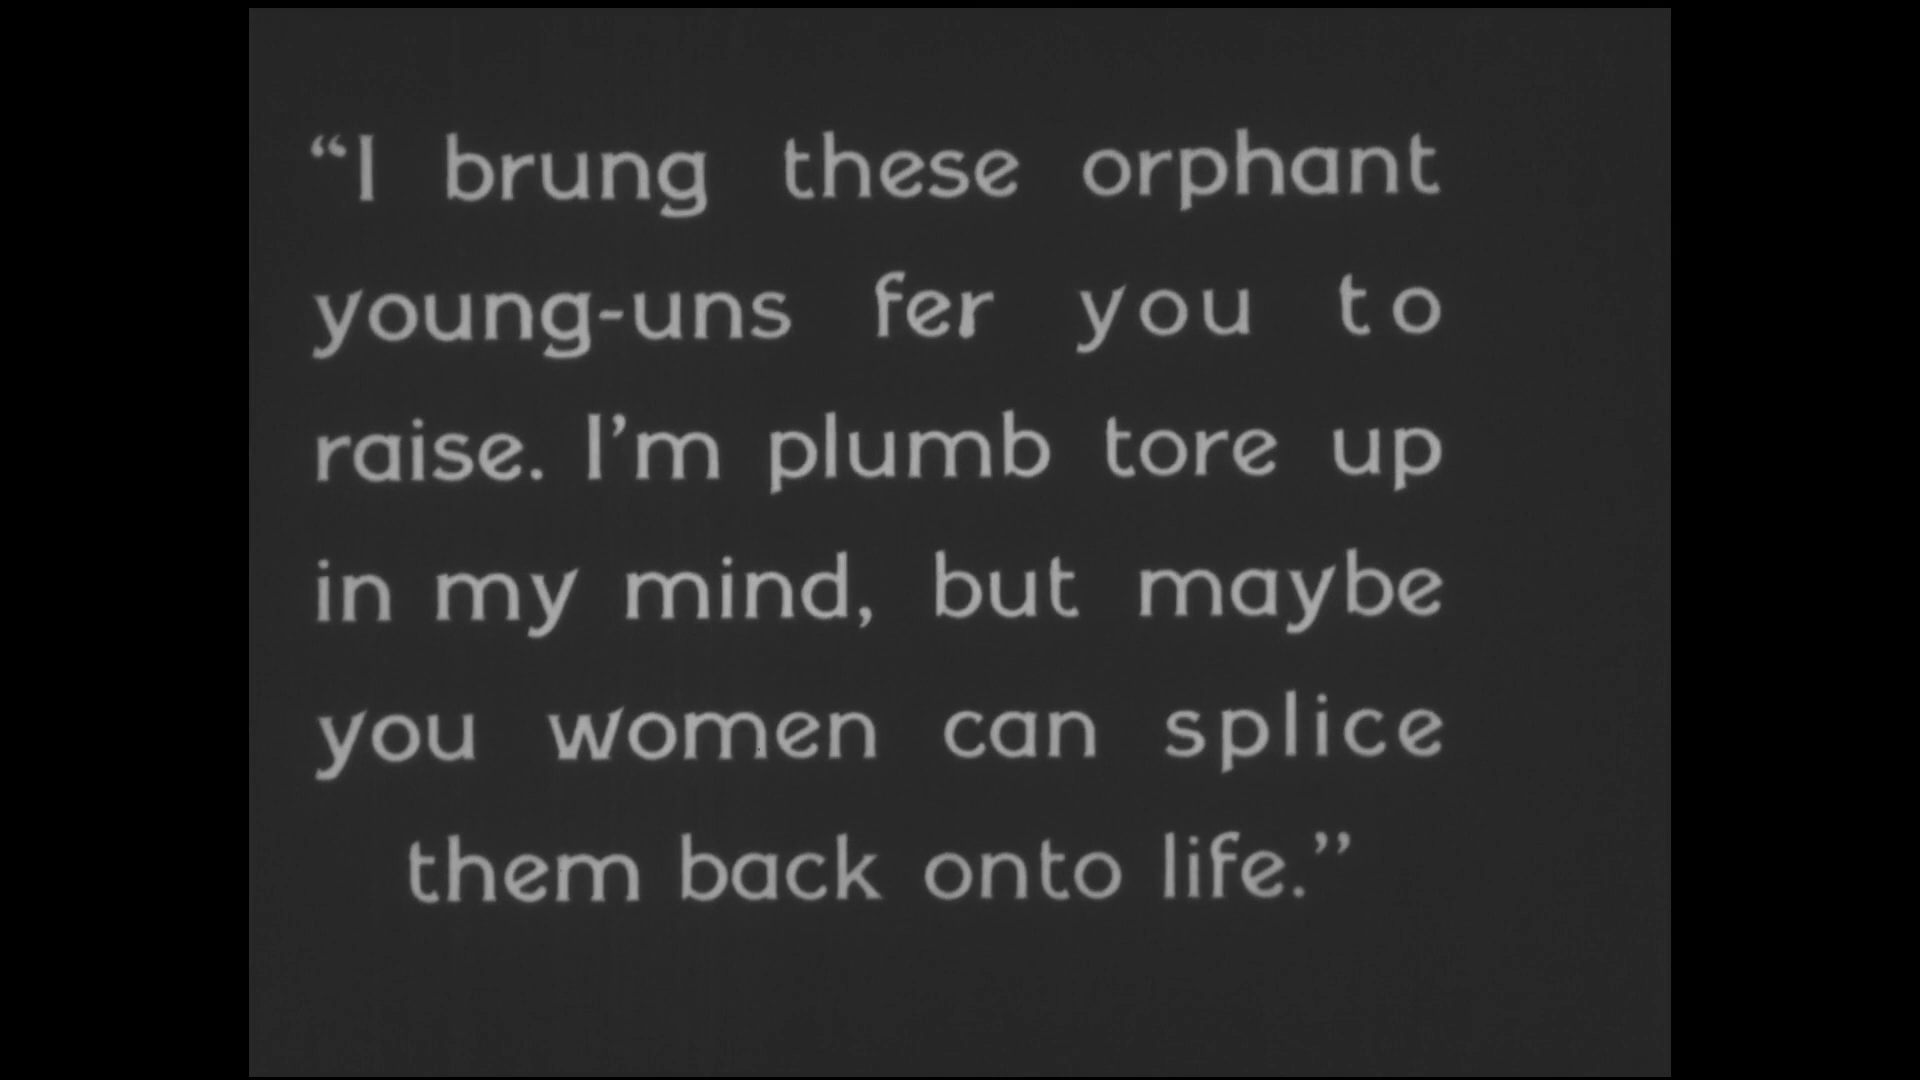 “I brung these orphant
young-uns fer you to
raise. I’m plumb tore up
in my mind, but maybe
you women can splice
them back onto life.”